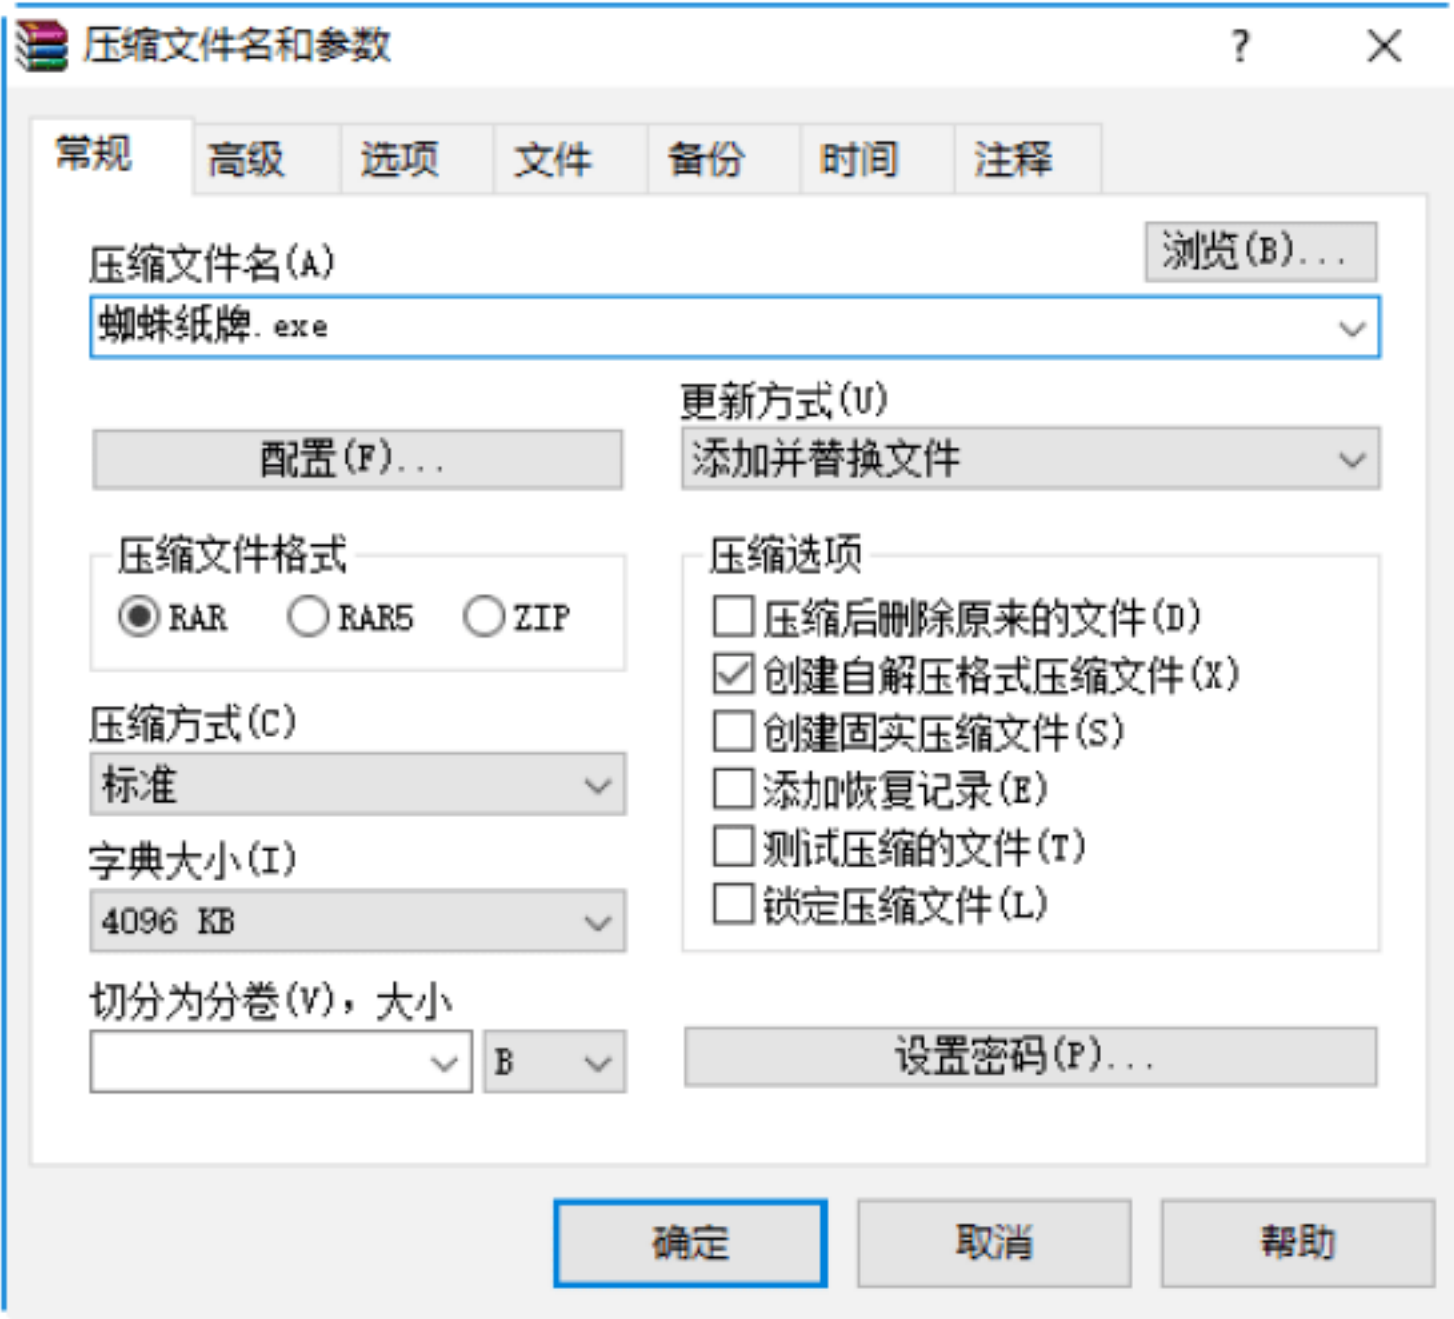 压缩文件名和参数
?
常规 高级 选项 文件 备份 时间 注释
压缩文件名(A)
浏览(B)...
蜘蛛纸牌.exe
配置(F)...
更新方式(U)
添加并替换文件
压缩文件格式
RAR RAR5 ZIP
压缩方式(C)
标准
字典大小(I)
4096 KB
切分为分卷(V)，大小
B
压缩选项
压缩后删除原来的文件(D)
创建自解压格式压缩文件(X)
创建固实压缩文件(S)
添加恢复记录(E)
测试压缩的文件(T)
锁定压缩文件(L)
设置密码(P)...
确定 取消 帮助